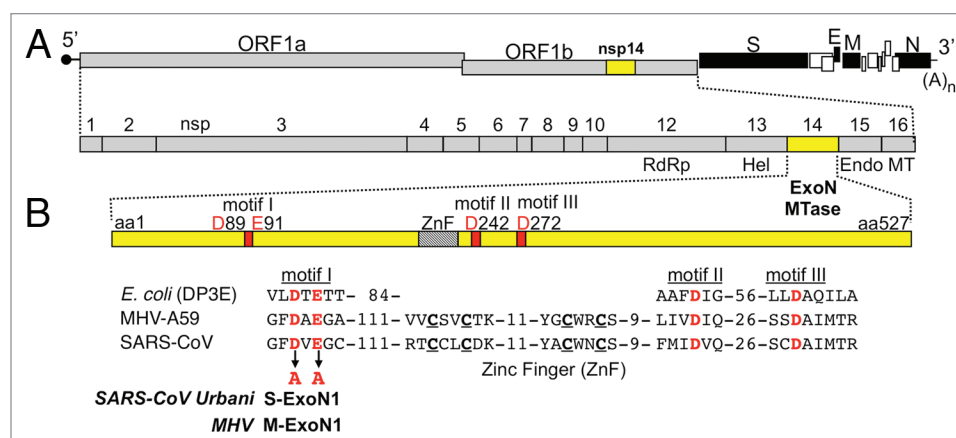 A
5’ ORF1a ORF1b nsp14 S E M N 3’
(A)n
1 2 nsp 3 4 5 6 7 8 9 10 12 13 14 15 16
RdRp Hel ExoN MTase Endo MT
B
aa1 motif I D89 E91 ZnF motif II D242 motif III D272 aa527
motif I motif II motif III
E. coli (DP3E) VLDTETT- 84- AAFDIG-56-LLDAQILA
MHV-A59 GFDAEGA-111-VVCSVCTK-11-YGCWRCS-9-LIVDIQ-26-SSDAIMTR
SARS-CoV GFDVEGC-111-RTCCLCDK-11-YACWNCS-9-FMIDVQ-26-SCDAIMTR
A A Zinc Finger (ZnF)
SARS-CoV Urbani S-ExoN1
MHV M-ExoN1